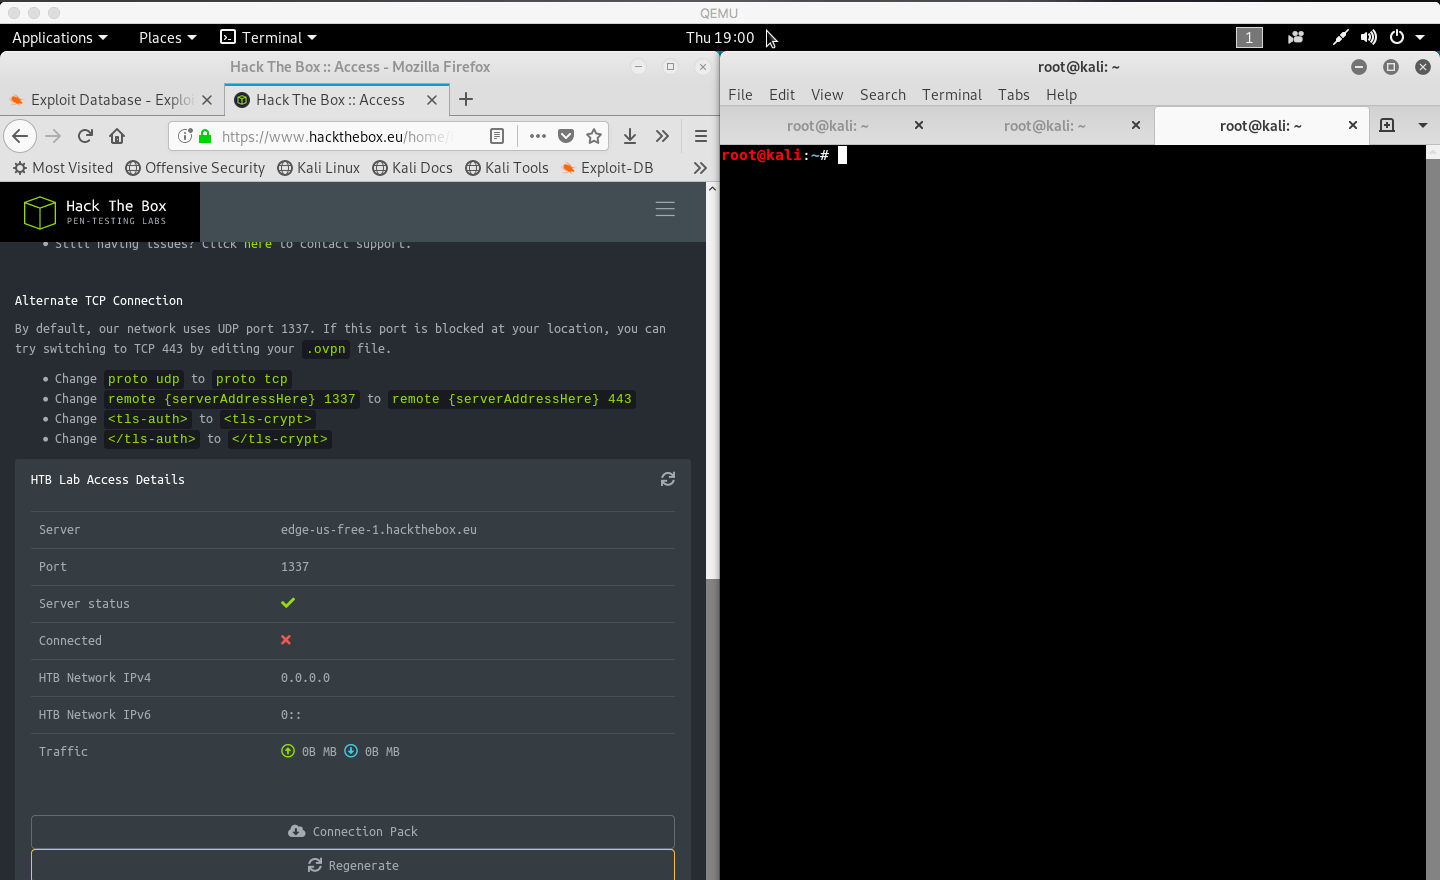 QEMU
Applications Places Terminal Thu 19:00 1
Hack The Box :: Access - Mozilla Firefox
Exploit Database - Exploi
Hack The Box :: Access
https://www.hackthebox.eu/home/
Most Visited Offensive Security Kali Linux Kali Docs Kali Tools Exploit-DB
Hack The Box
PEN-TESTING LABS
• Still having issues? Click here to contact support.
Alternate TCP Connection
By default, our network uses UDP port 1337. If this port is blocked at your location, you can
try switching to TCP 443 by editing your .ovpn file.
• Change proto udp to proto tcp
• Change remote {serverAddressHere} 1337 to remote {serverAddressHere} 443
• Change <tls-auth> to <tls-crypt>
• Change </tls-auth> to </tls-crypt>
HTB Lab Access Details
Server edge-us-free-1.hackthebox.eu
Port 1337
Server status
Connected
HTB Network IPv4 0.0.0.0
HTB Network IPv6 0::
Traffic 0B MB 0B MB
Connection Pack
Regenerate
root@kali: ~
File Edit View Search Terminal Tabs Help
root@kali: ~ root@kali: ~ root@kali: ~
root@kali:~#